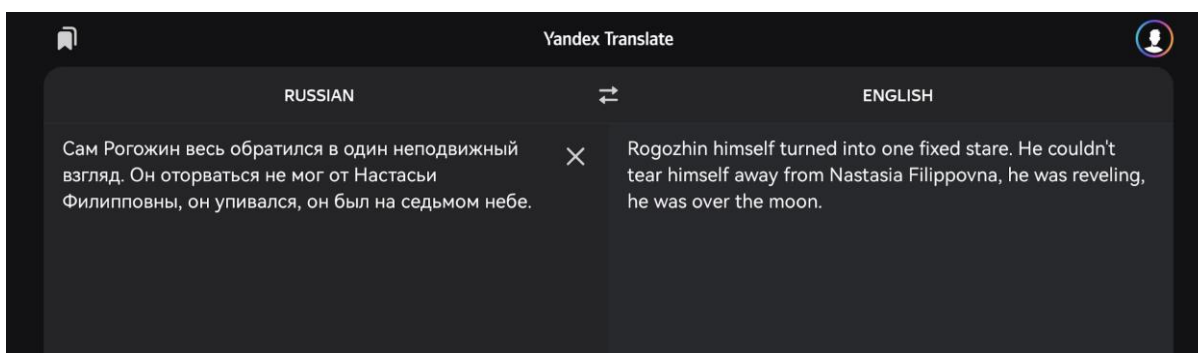 Yandex Translate
RUSSIAN
ENGLISH
Сам Рогожин весь обратился в один неподвижный
взгляд. Он оторваться не мог от Настасьи
Филипповны, он упивался, он был на седьмом небе.
Rogozhin himself turned into one fixed stare. He couldn't
tear himself away from Nastasia Filippovna, he was reveling,
he was over the moon.